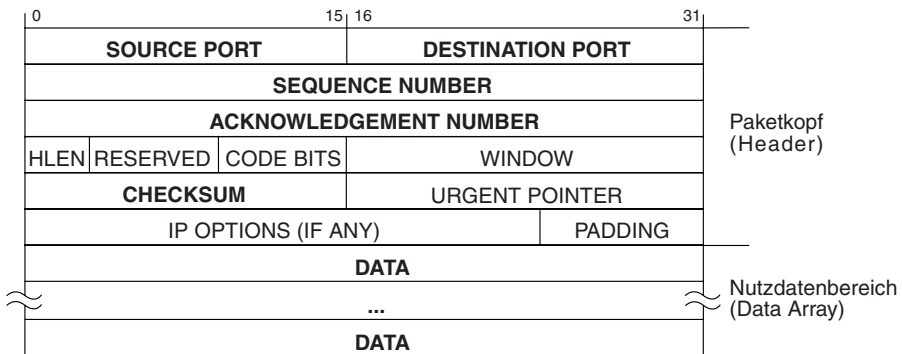 0 15 16 31
SOURCE PORT DESTINATION PORT
SEQUENCE NUMBER
ACKNOWLEDGEMENT NUMBER
HLEN RESERVED CODE BITS WINDOW
CHECKSUM URGENT POINTER
IP OPTIONS (IF ANY) PADDING
Paketkopf
(Header)
DATA
...
DATA
Nutzdatenbereich
(Data Array)